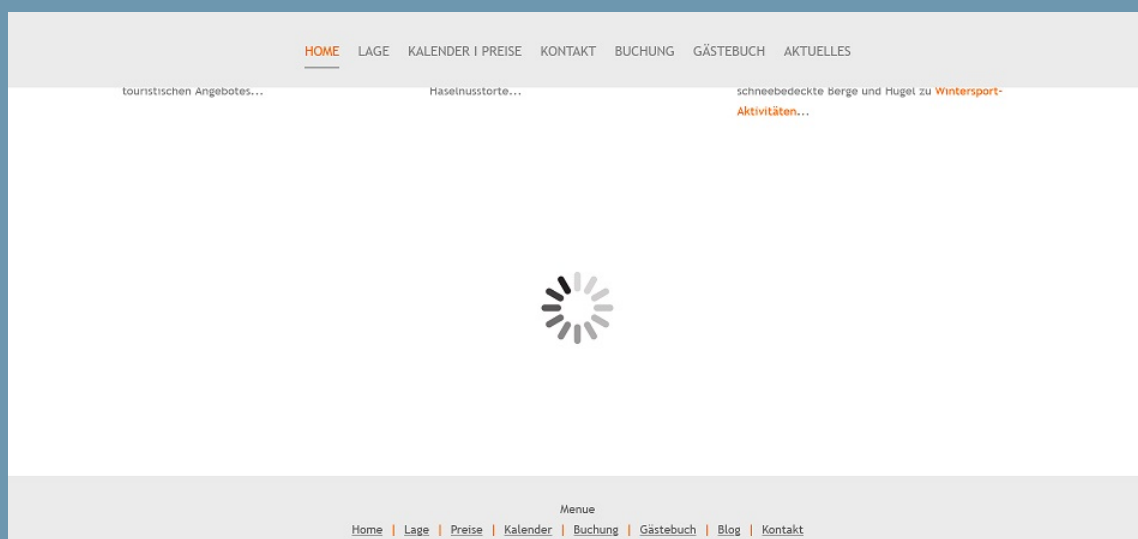 HOME LAGE KALENDER I PREISE KONTAKT BUCHUNG GÄSTEBUCH AKTUELLES
touristischen Angebotes...
Haselnusstorte...
schneebedeckte Berge und Hügel zu Wintersport-
Aktivitäten...
Menue
Home | Lage | Preise | Kalender | Buchung | Gästebuch | Blog | Kontakt